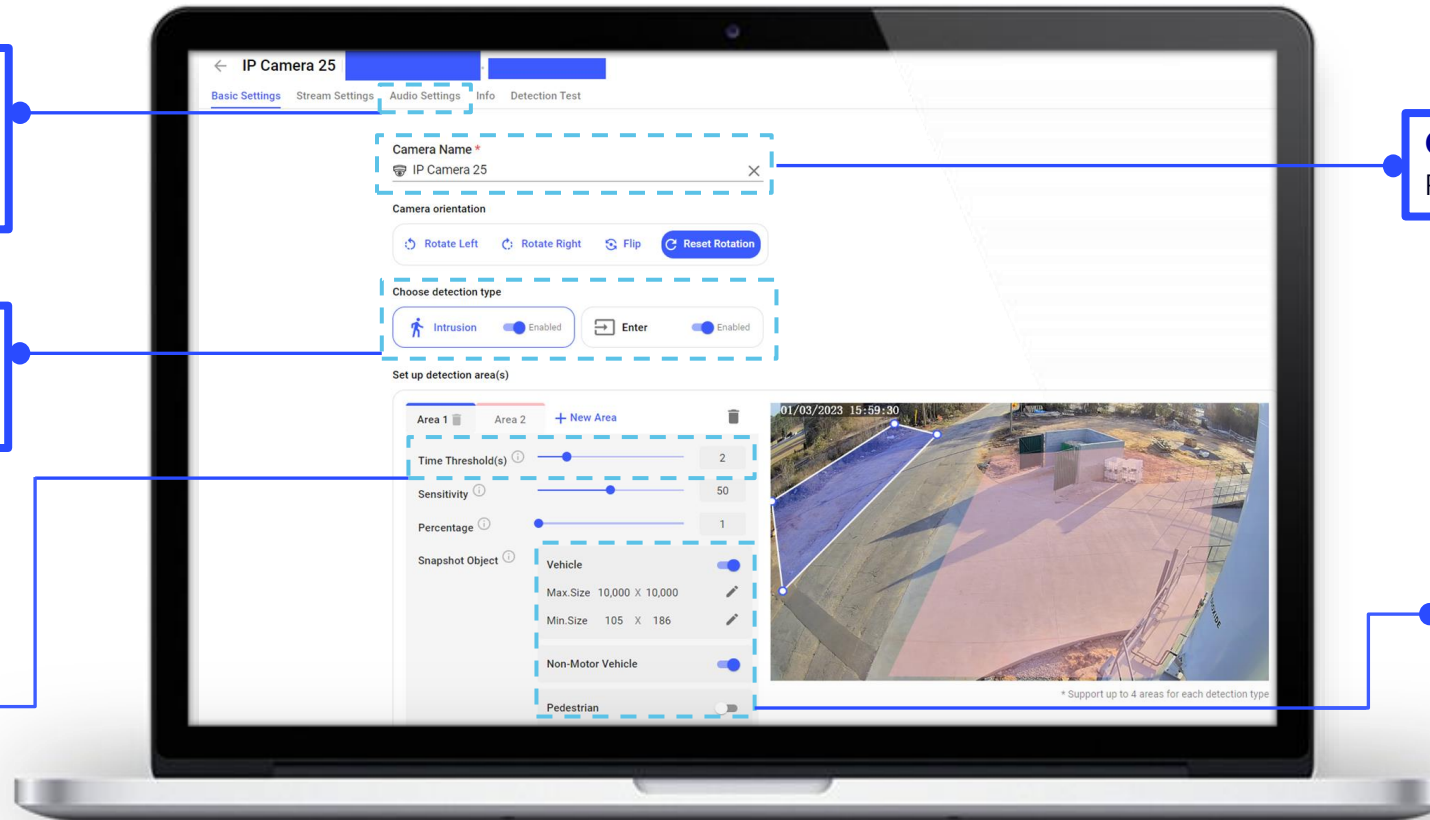 IP Camera 25
Basic Settings Stream Settings Audio Settings Info Detection Test
Camera Name *
IP Camera 25
Camera orientation
Rotate Left Rotate Right Flip Reset Rotation
Choose detection type
Intrusion Enabled Enter Enabled
Set up detection area(s)
Area 1 Area 2 + New Area
01/03/2023 15:59:30
Time Threshold(s) 2
Sensitivity 50
Percentage 1
Snapshot Object Vehicle
Max.Size 10,000 X 10,000
Min.Size 105 X 186
Non-Motor Vehicle
Pedestrian
* Support up to 4 areas for each detection type